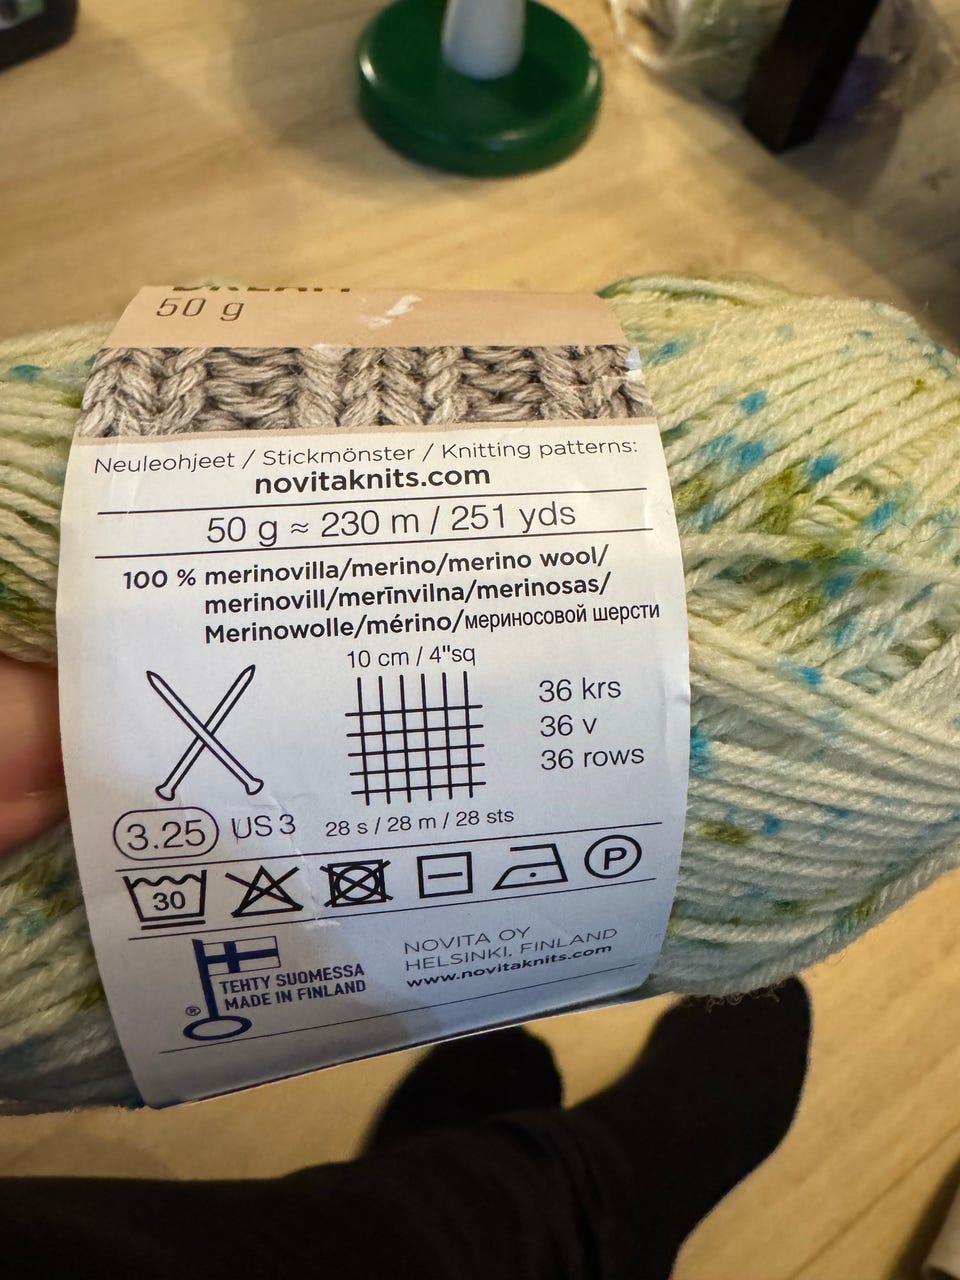 50 g
Neuleohjeet / Stickmönster / Knitting patterns:
novitaknits.com
50 g ≈ 230 m / 251 yds
100 % merinovilla/merino/merino wool/
merinovill/merīnvilna/merinosas/
Merinowolle/mérino/мериносовой шерсти
10 cm / 4"sq
36 krs
36 v
36 rows
3.25 US 3
28 s / 28 m / 28 sts
30
P
TEHTY SUOMESSA
MADE IN FINLAND
®
NOVITA OY
HELSINKI, FINLAND
www.novitaknits.com